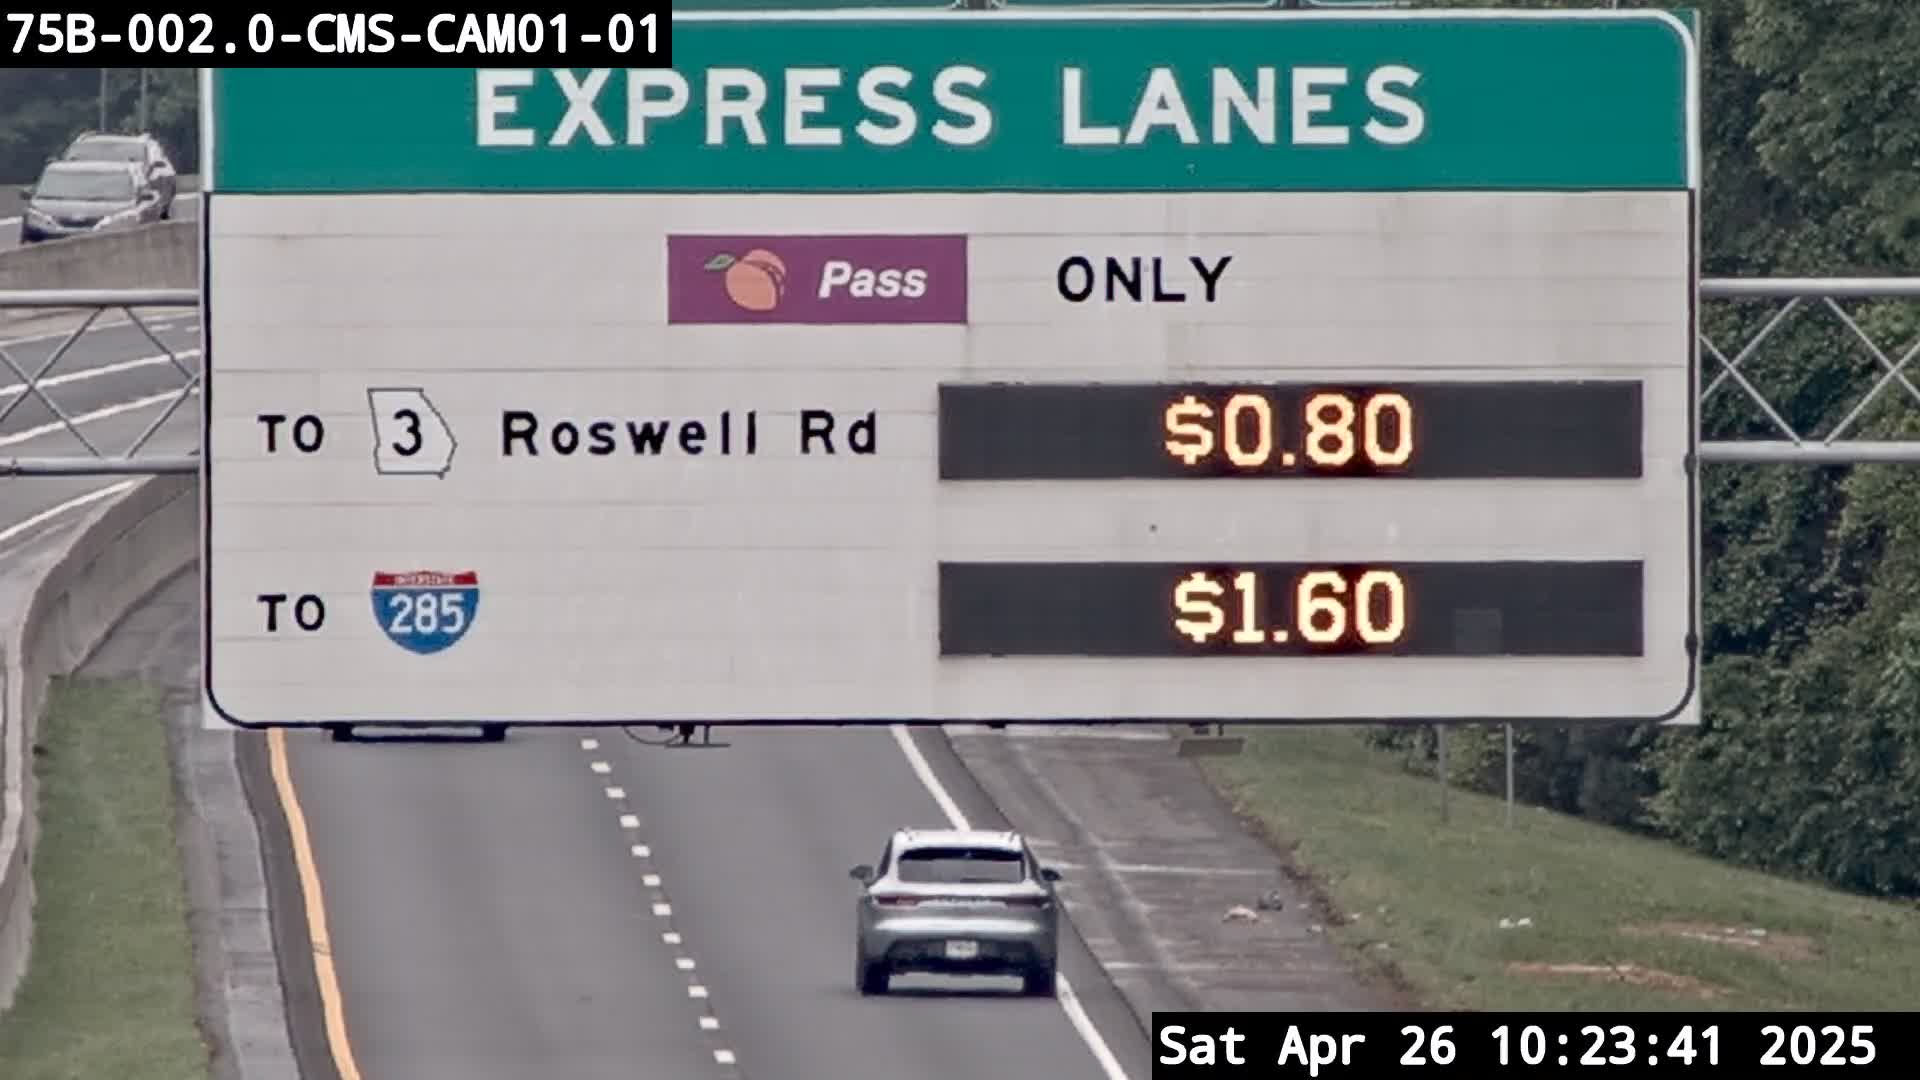 75B-002.0-CMS-CAM01-01
EXPRESS LANES
Pass ONLY
TO 3 Roswell Rd $0.80
TO INTERSTATE 285 $1.60
Sat Apr 26 10:23:41 2025